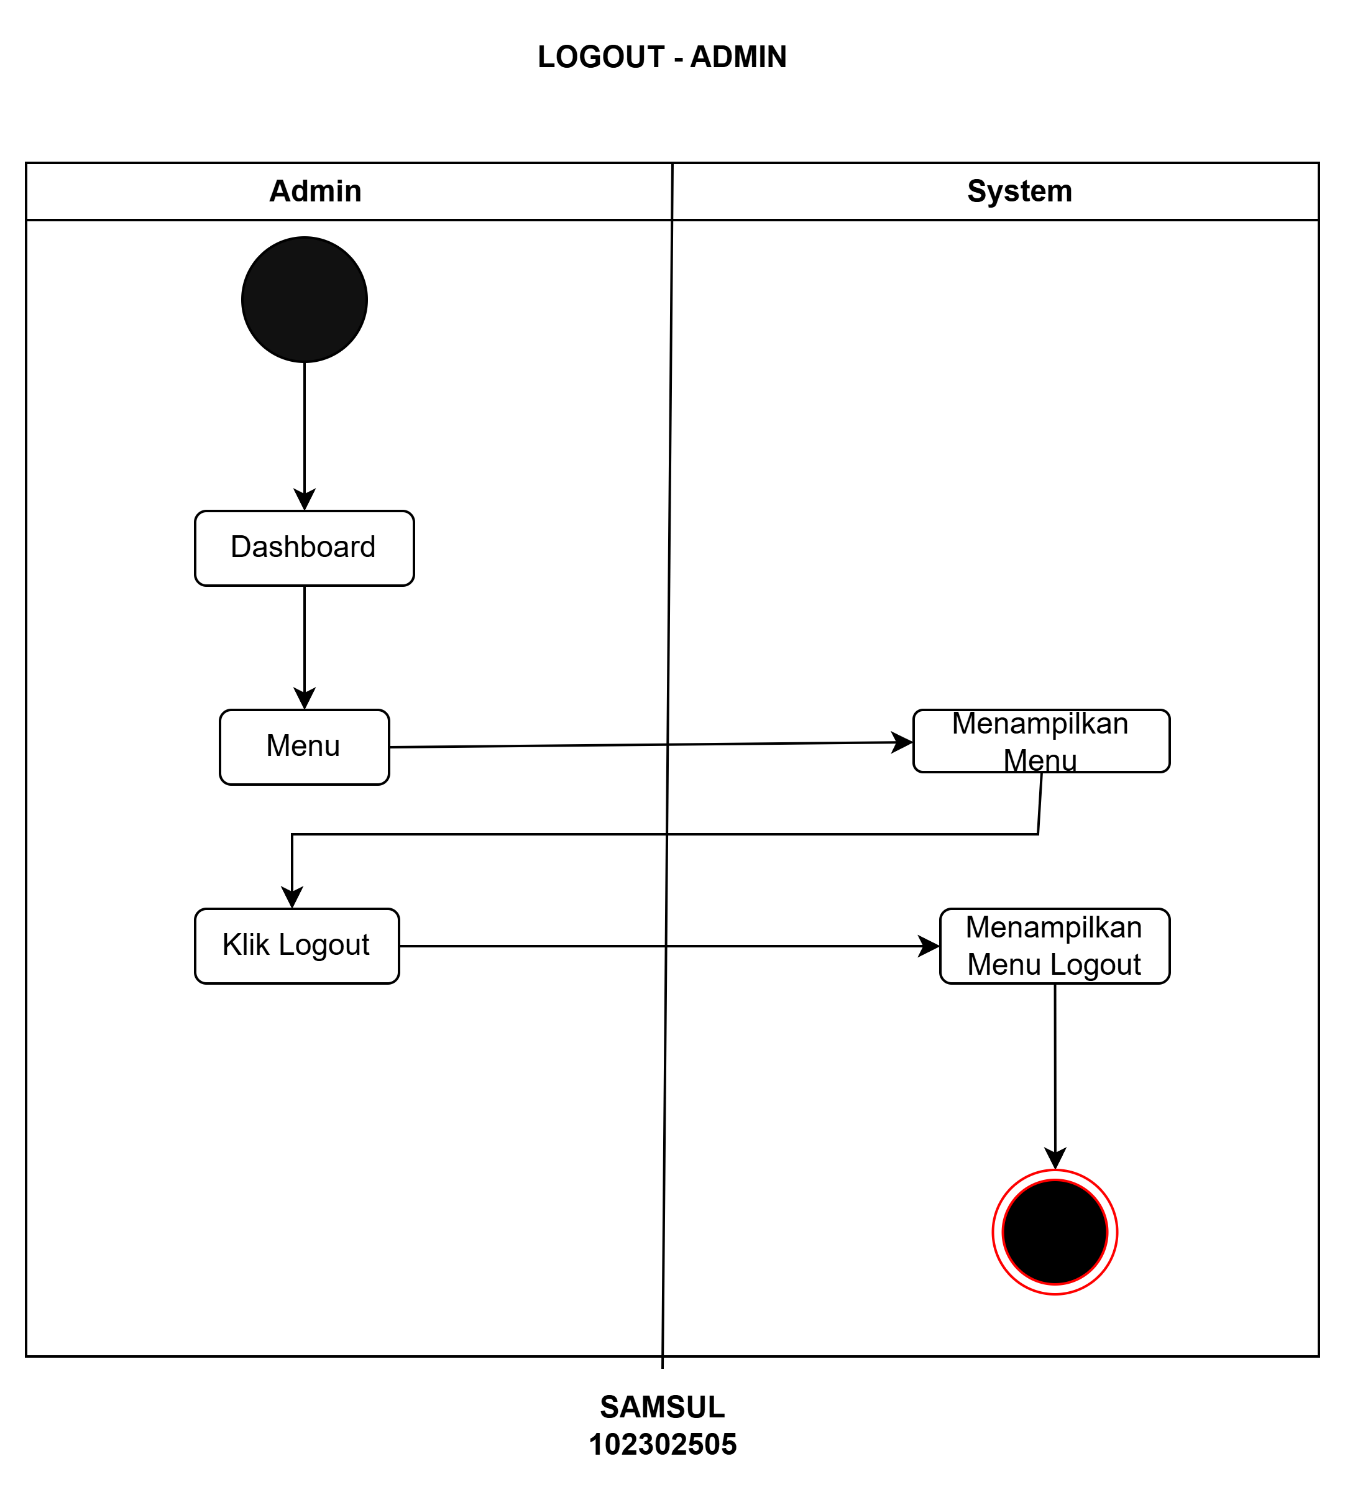 LOGOUT - ADMIN
Admin
System
Dashboard
Menu
Menampilkan
Menu
Klik Logout
Menampilkan
Menu Logout
SAMSUL
102302505